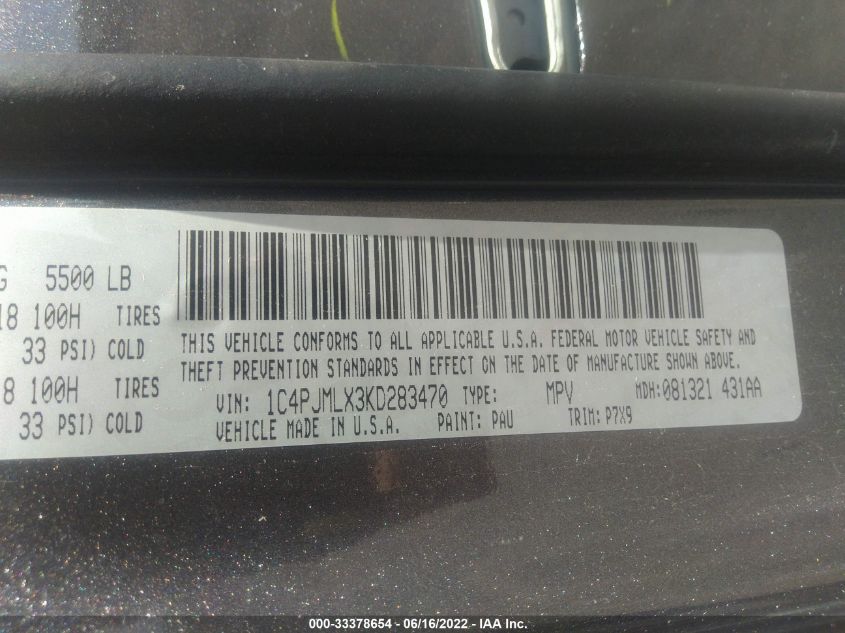 G 5500 LB
18 100H TIRES
33 PSI) COLD
8 100H TIRES
33 PSI) COLD
THIS VEHICLE CONFORMS TO ALL APPLICABLE U.S.A. FEDERAL MOTOR VEHICLE SAFETY AND
THEFT PREVENTION STANDARDS IN EFFECT ON THE DATE OF MANUFACTURE SHOWN ABOVE.
VIN: 1C4PJMLX3KD283470 TYPE: MPV MDH:081321 431AA
VEHICLE MADE IN U.S.A. PAINT: PAU TRIM: P7X9
000-33378654 - 06/16/2022 - IAA Inc.